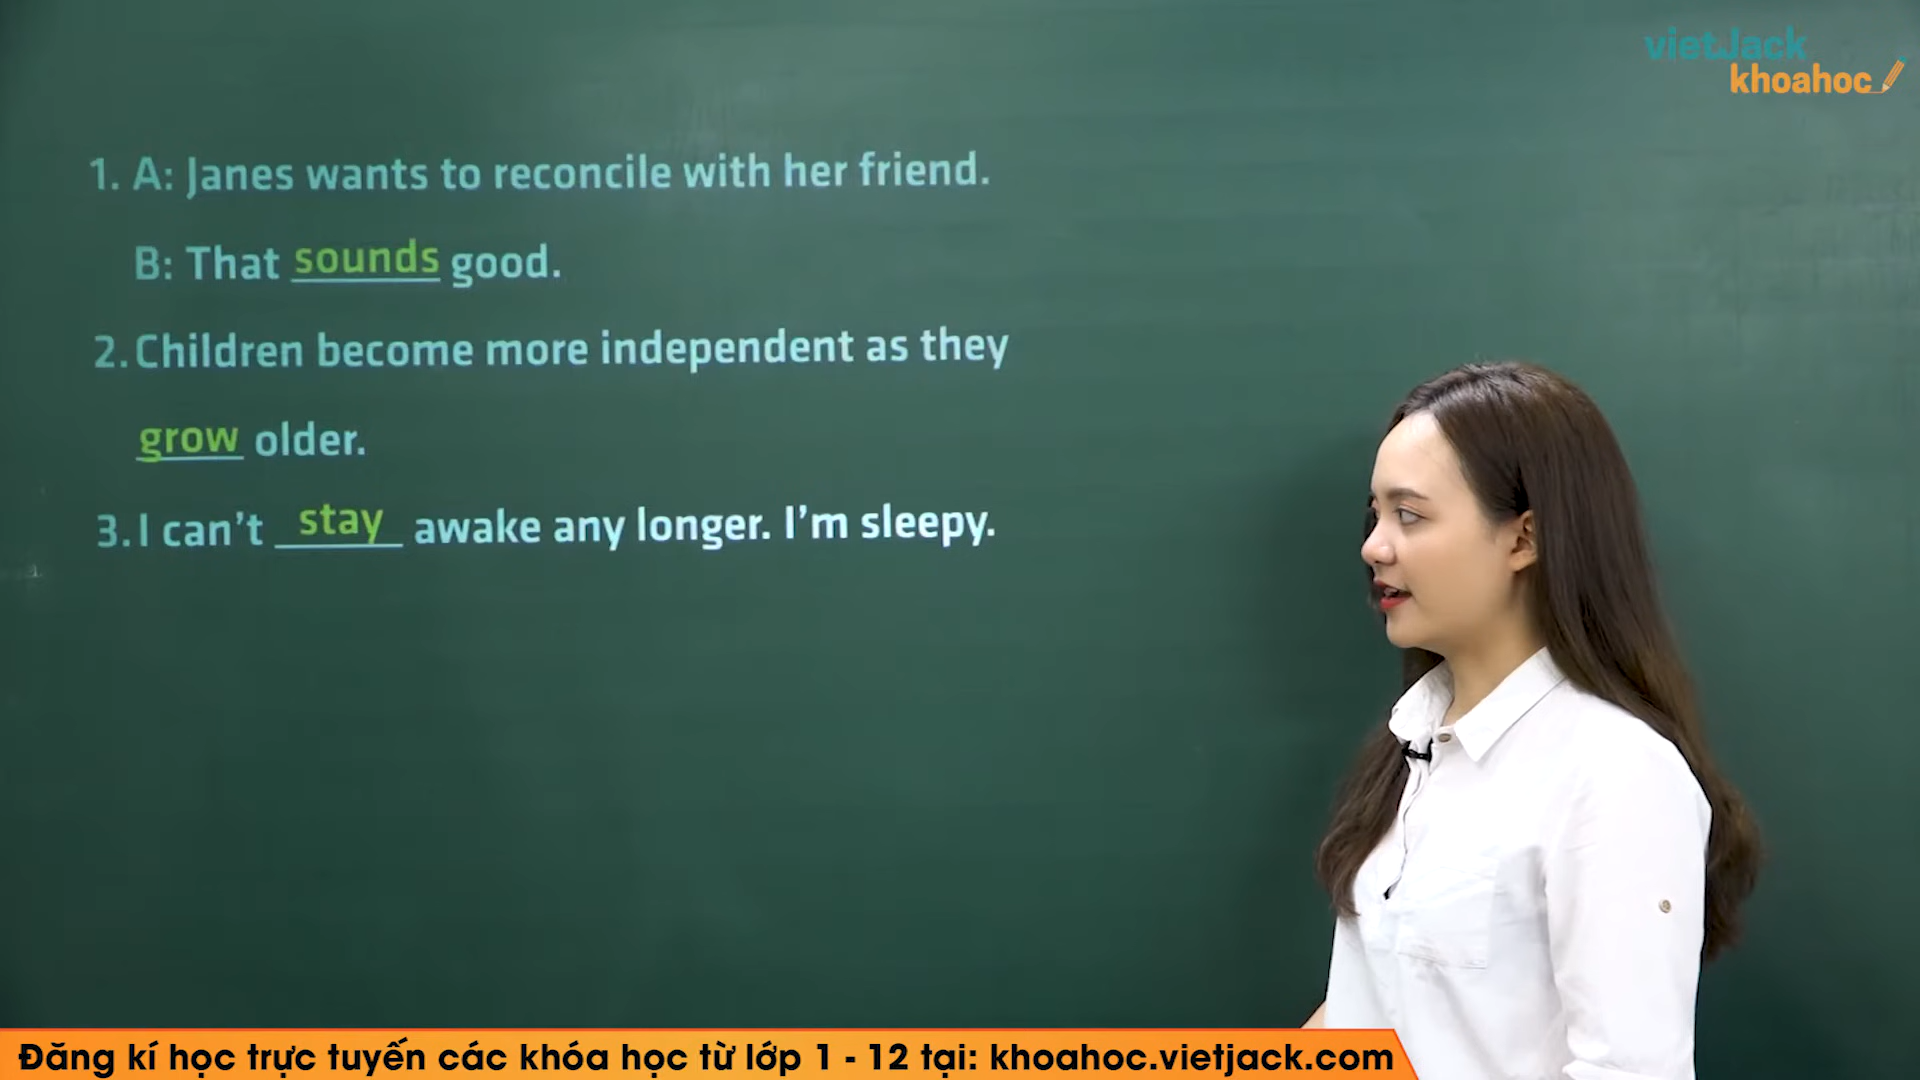 vietJack
khoahoc
1. A: Janes wants to reconcile with her friend.
B: That sounds good.
2. Children become more independent as they
grow older.
3. I can't stay awake any longer. I'm sleepy.
Đăng kí học trực tuyến các khóa học từ lớp 1 - 12 tại: khoahoc.vietjack.com